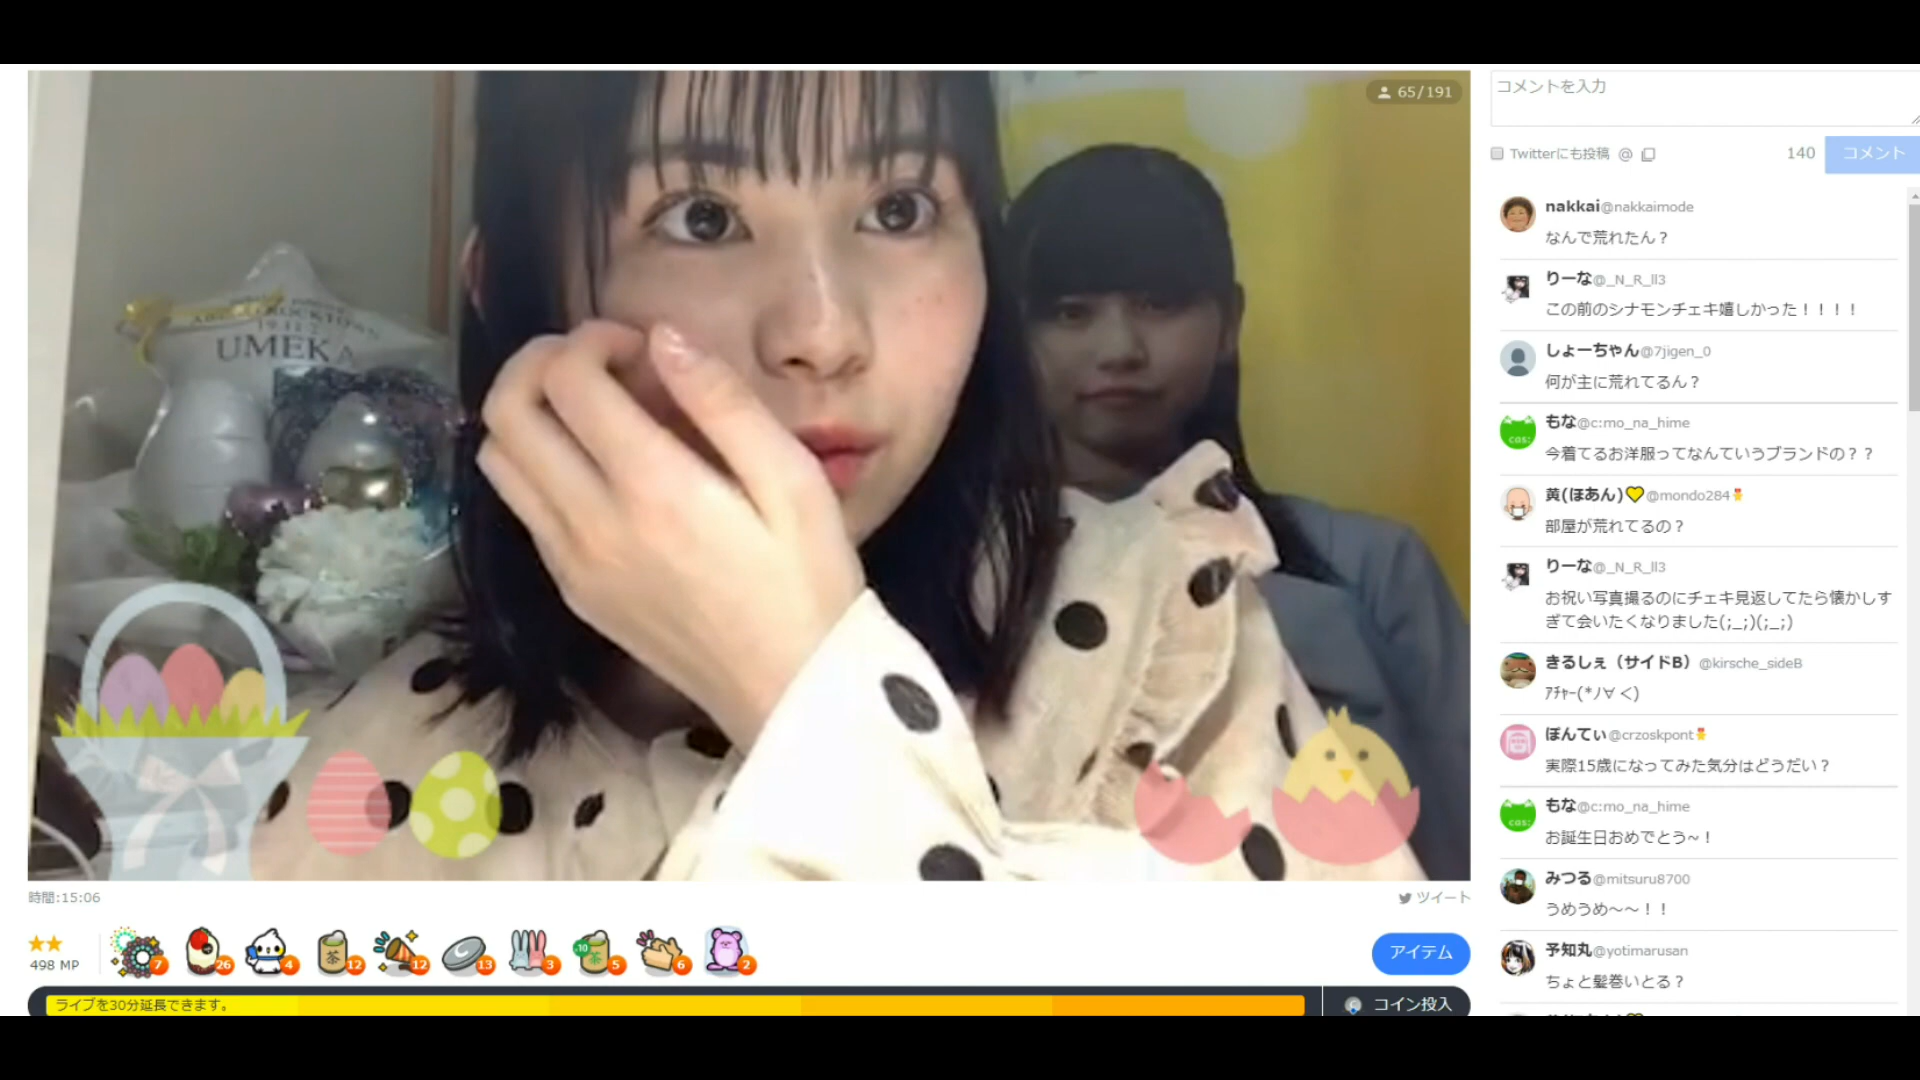 UMEKA
65/191
時間:15:06
ツイート
498 MP
7
26
4
12
12
13
3
10
5
6
2
アイテム
ライブを30分延長できます。
コイン投入
コメントを入力
Twitterにも投稿 @
140
コメント
nakkai@nakkaimode
なんで荒れたん？
りーな@_N_R_ll3
この前のシナモンチェキ嬉しかった！！！！
しょーちゃん@7jigen_0
何が主に荒れてるん？
もな@c:mo_na_hime
今着てるお洋服ってなんていうブランドの？？
黄(ほあん)💛@mondo284
部屋が荒れてるの？
りーな@_N_R_ll3
お祝い写真撮るのにチェキ見返してたら懐かしす
ぎて会いたくなりました(;_;)(;_;)
きるしぇ（サイドB）@kirsche_sideB
ｱﾁｬｰ(*ﾉ∀＜)
ぽんてぃ@crzoskpont
実際15歳になってみた気分はどうだい？
もな@c:mo_na_hime
お誕生日おめでとう~！
みつる@mitsuru8700
うめうめ～～！！
予知丸@yotimarusan
ちょと髪巻いとる？